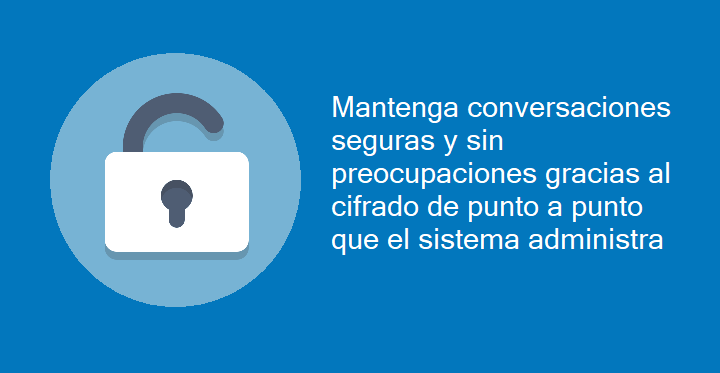 Mantenga conversaciones
seguras y sin
preocupaciones gracias al
cifrado de punto a punto
que el sistema administra